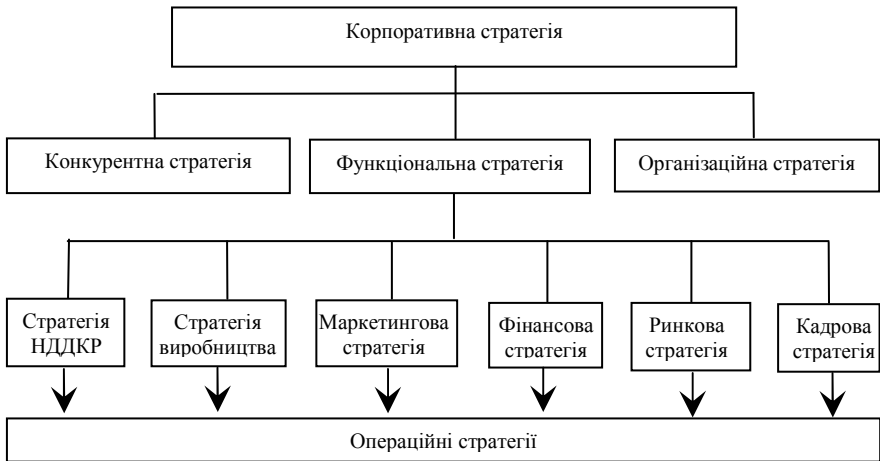 Корпоративна стратегія
Конкурентна стратегія
Функціональна стратегія
Організаційна стратегія
Стратегія
НДДКР
Стратегія
виробництва
Маркетингова
стратегія
Фінансова
стратегія
Ринкова
стратегія
Кадрова
стратегія
Операційні стратегії